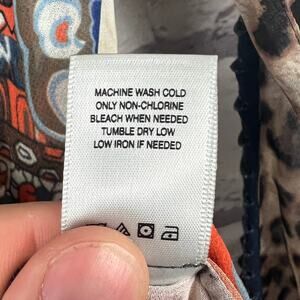 MACHINE WASH COLD
ONLY NON-CHLORINE
BLEACH WHEN NEEDED
TUMBLE DRY LOW
LOW IRON IF NEEDED